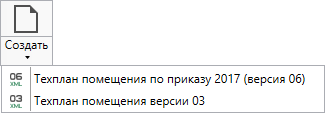 Создать
06 XML Техплан помещения по приказу 2017 (версия 06)
03 XML Техплан помещения версии 03